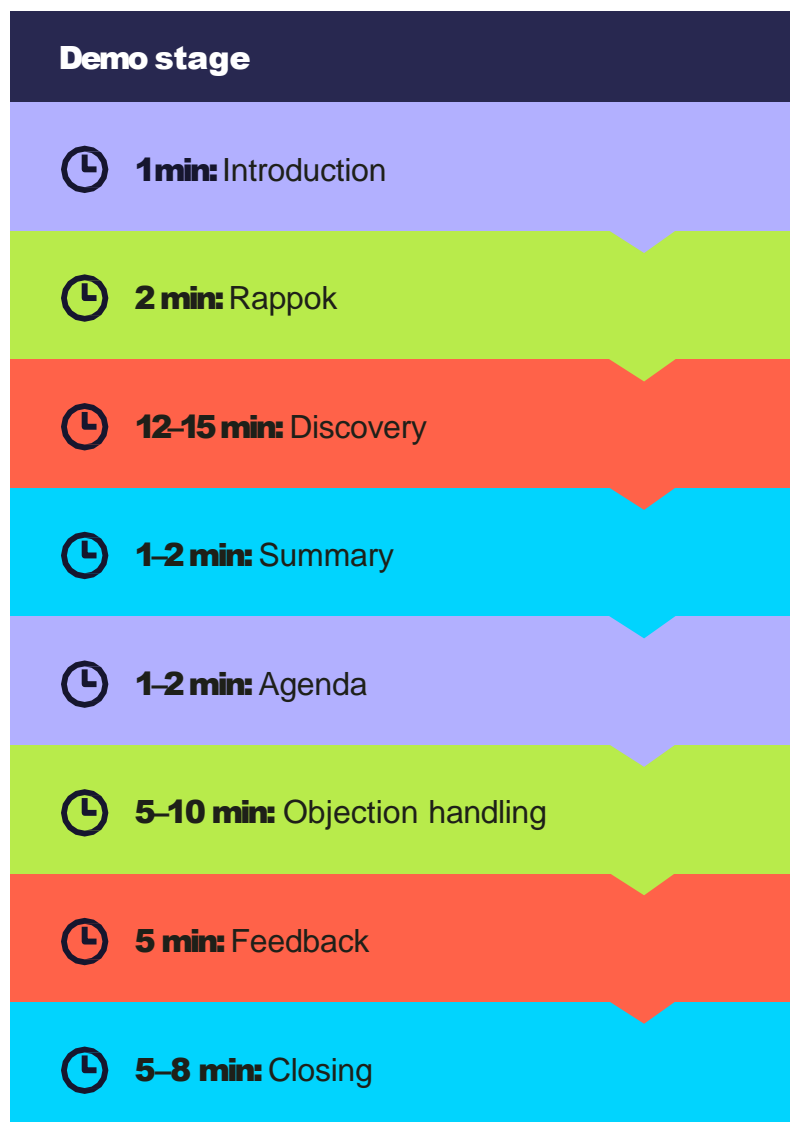 Demo stage
1 min: Introduction
2 min: Rappok
12–15 min: Discovery
1–2 min: Summary
1–2 min: Agenda
5–10 min: Objection handling
5 min: Feedback
5–8 min: Closing